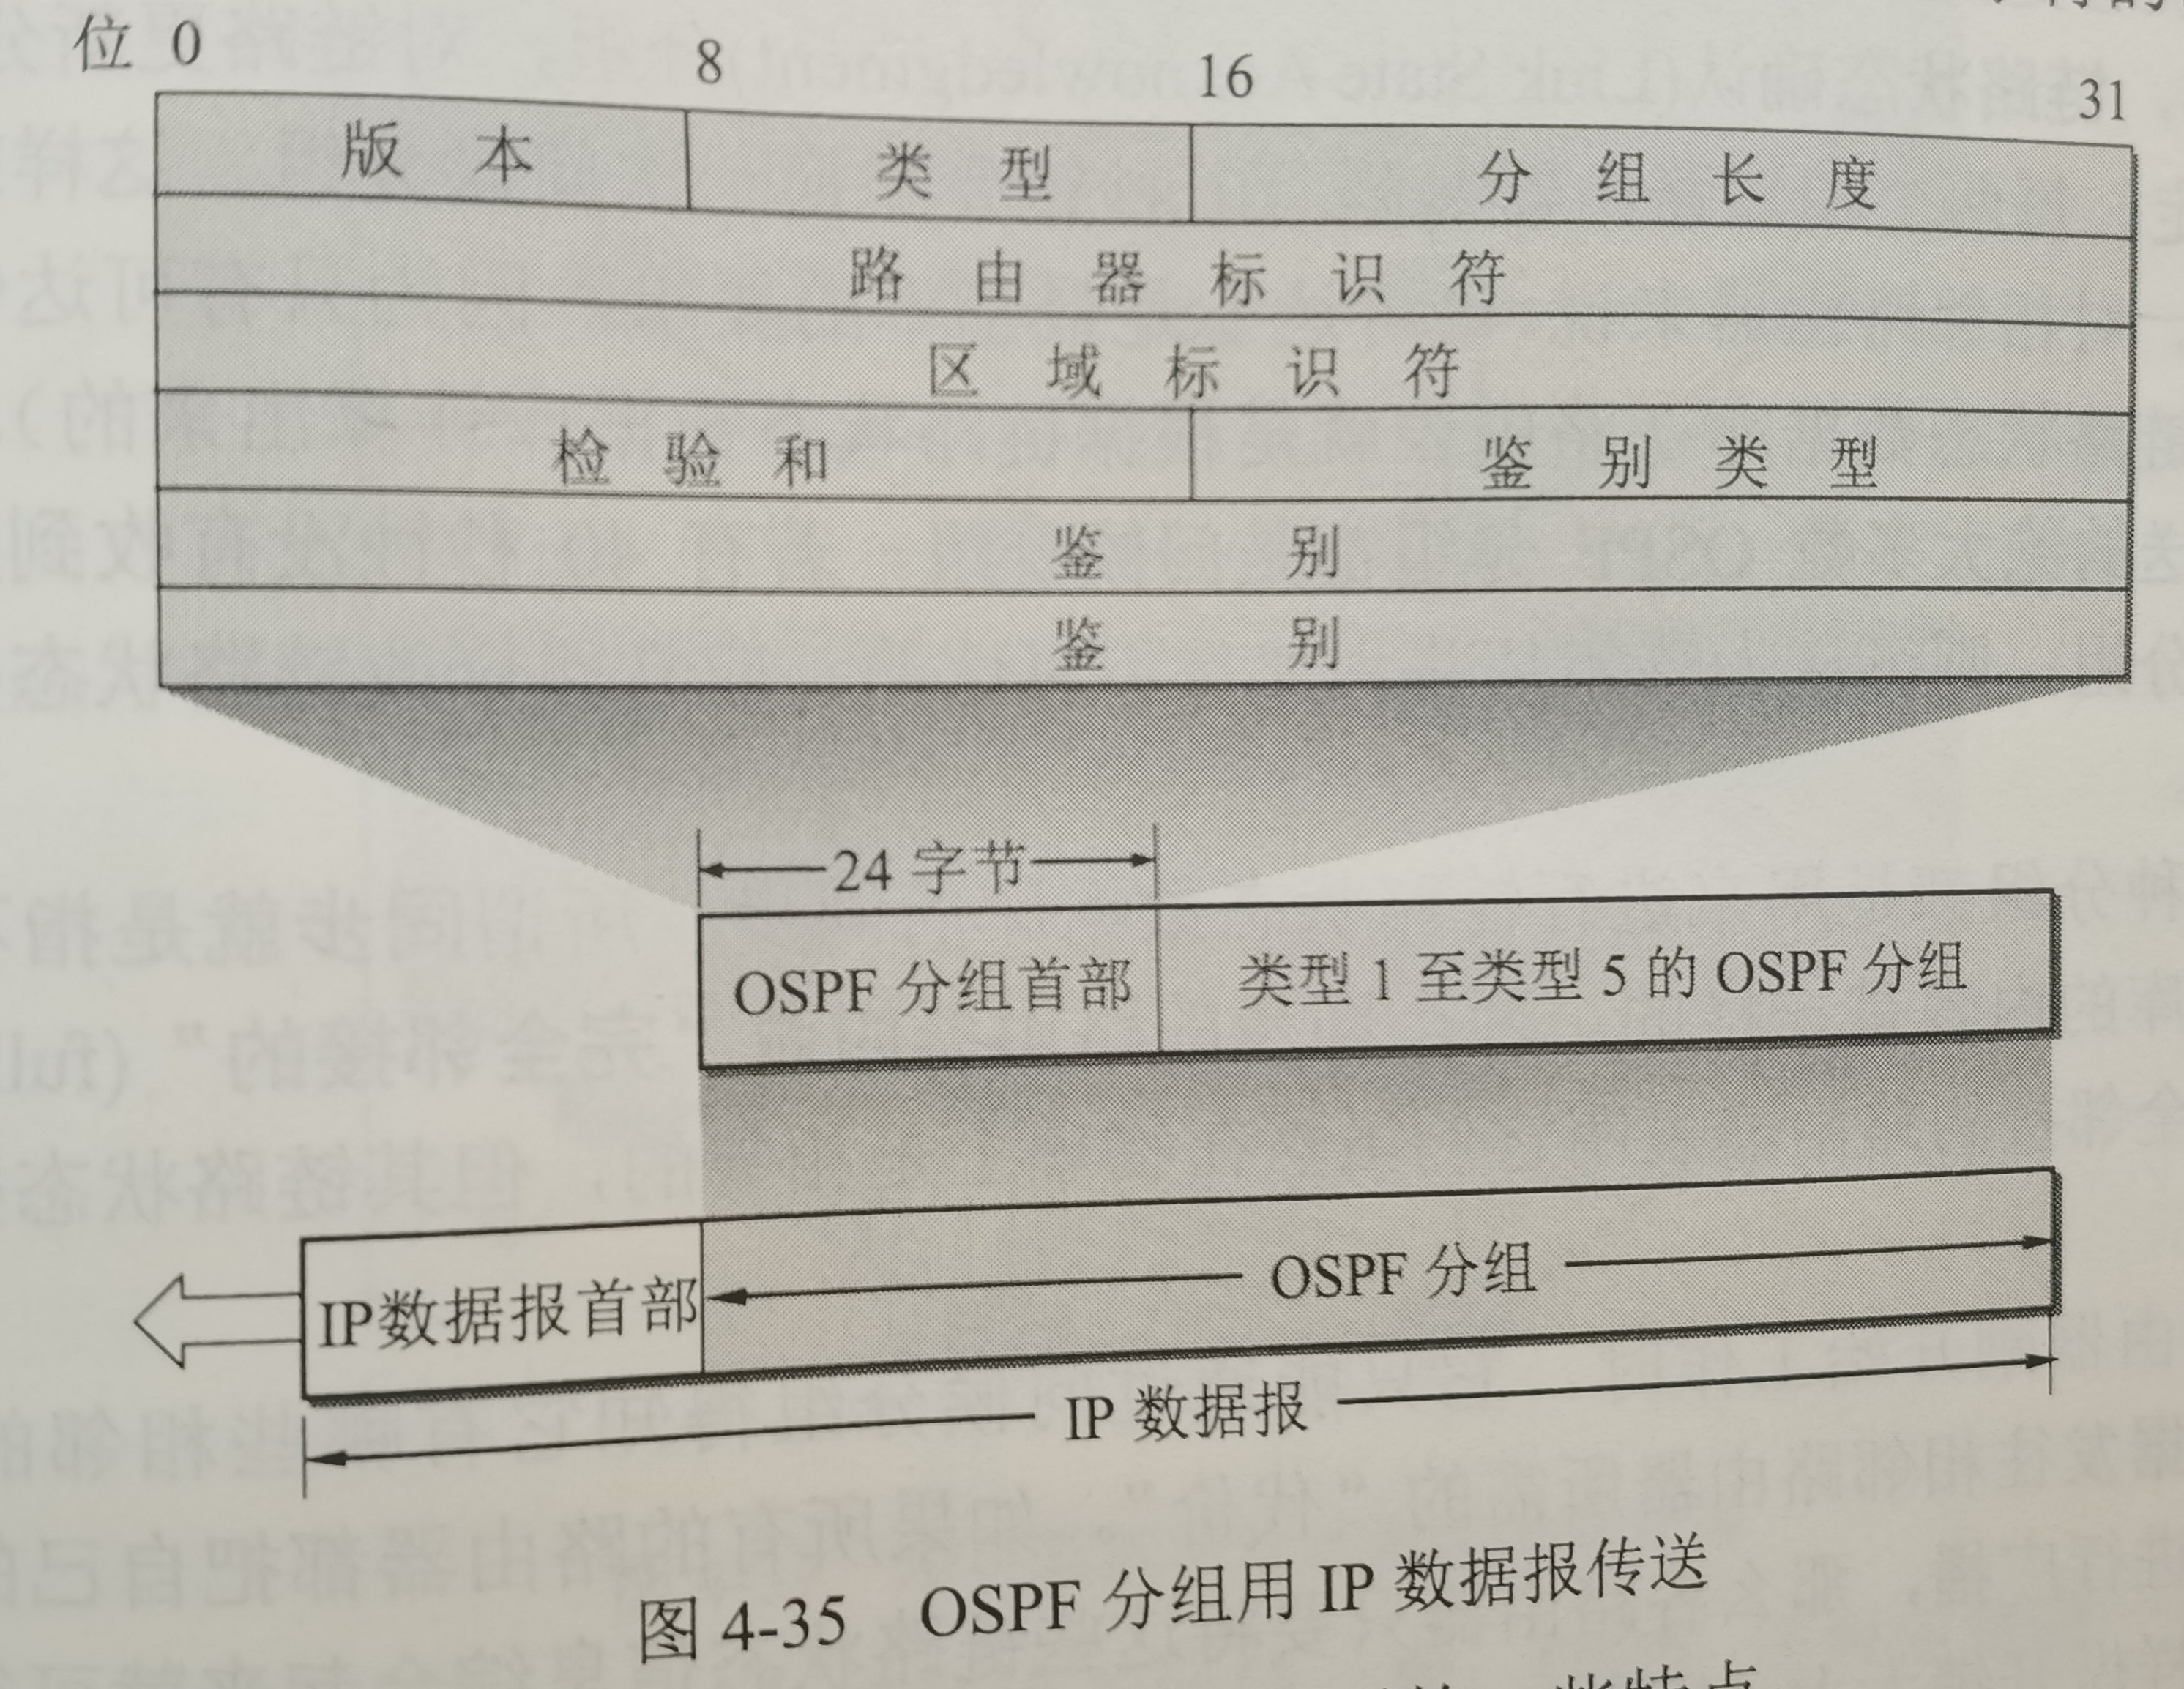 位 0 8 16 31
版本 类型 分组长度
路由器标识符
区域标识符
检验和 鉴别类型
鉴别
鉴别
24 字节
OSPF 分组首部 类型 1 至类型 5 的 OSPF 分组
IP数据报首部 OSPF 分组
IP 数据报
图 4-35 OSPF 分组用 IP 数据报传送